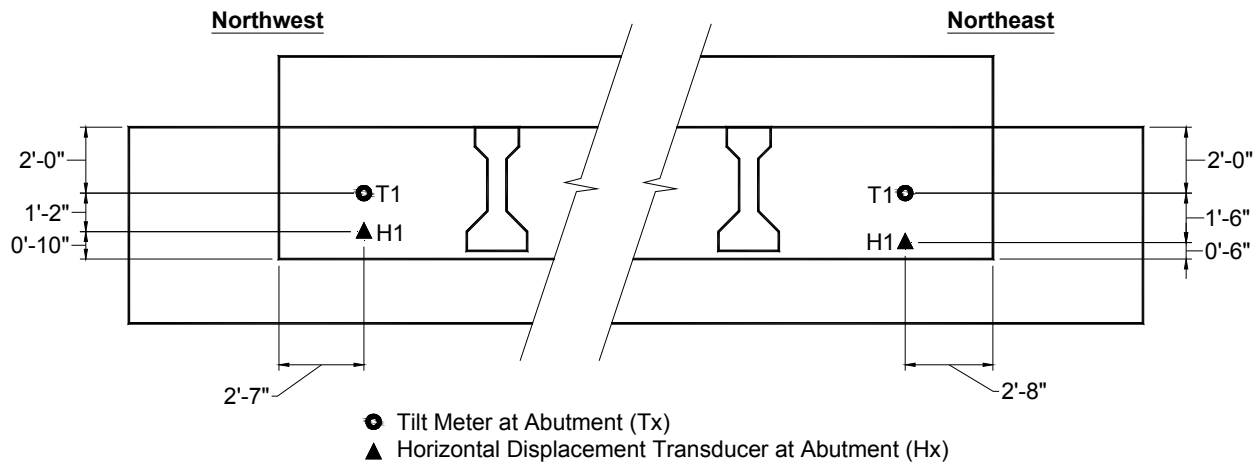 Northwest
Northeast
2'-0"
1'-2"
0'-10"
T1
H1
T1
H1
2'-0"
1'-6"
0'-6"
2'-7"
2'-8"
Tilt Meter at Abutment (Tx)
Horizontal Displacement Transducer at Abutment (Hx)